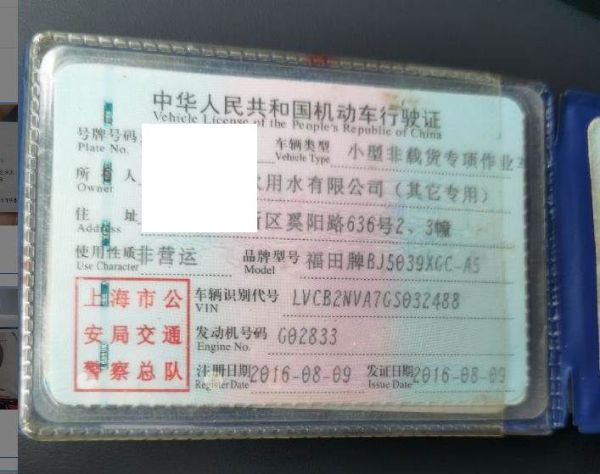 中华人民共和国机动车行驶证
Vehicle License of the People's Republic of China
号牌号码
Plate No.
车辆类型 小型非载货专项作业
Vehicle Type
所有人 用水有限公司(其它专用)
Owner
住址 区奚阳路636号2、3幢
Address
使用性质 非营运
Use Character
品牌型号 福田牌BJ5039XGC-A5
Model
上海市公
安局交通
警察总队
车辆识别代号 LVCB2NVA7GS032488
VIN
发动机号码 G02833
Engine No.
注册日期 2016-08-09
Register Date
发证日期 2016-08-09
Issue Date